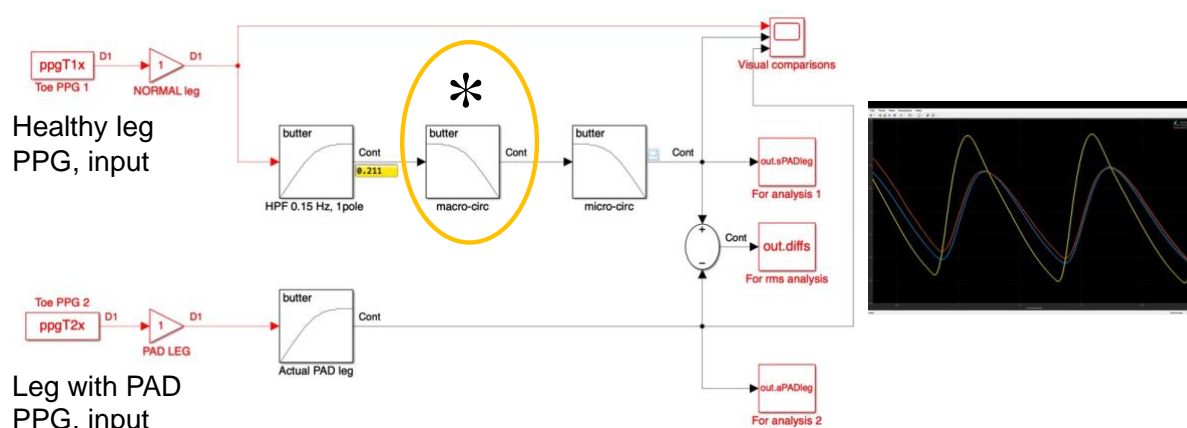 ppgT1x
D1
1
D1
Toe PPG 1
NORMAL leg
Visual comparisons
Healthy leg
PPG, input
*
butter
Cont
0.211
HPF 0.15 Hz, 1pole
butter
Cont
macro-circ
butter
Cont
micro-circ
out.sPADleg
For analysis 1
+
−
Cont
out.diffs
For rms analysis
Toe PPG 2
ppgT2x
D1
1
D1
PAD LEG
butter
Cont
Actual PAD leg
Leg with PAD
PPG, input
out.aPADleg
For analysis 2